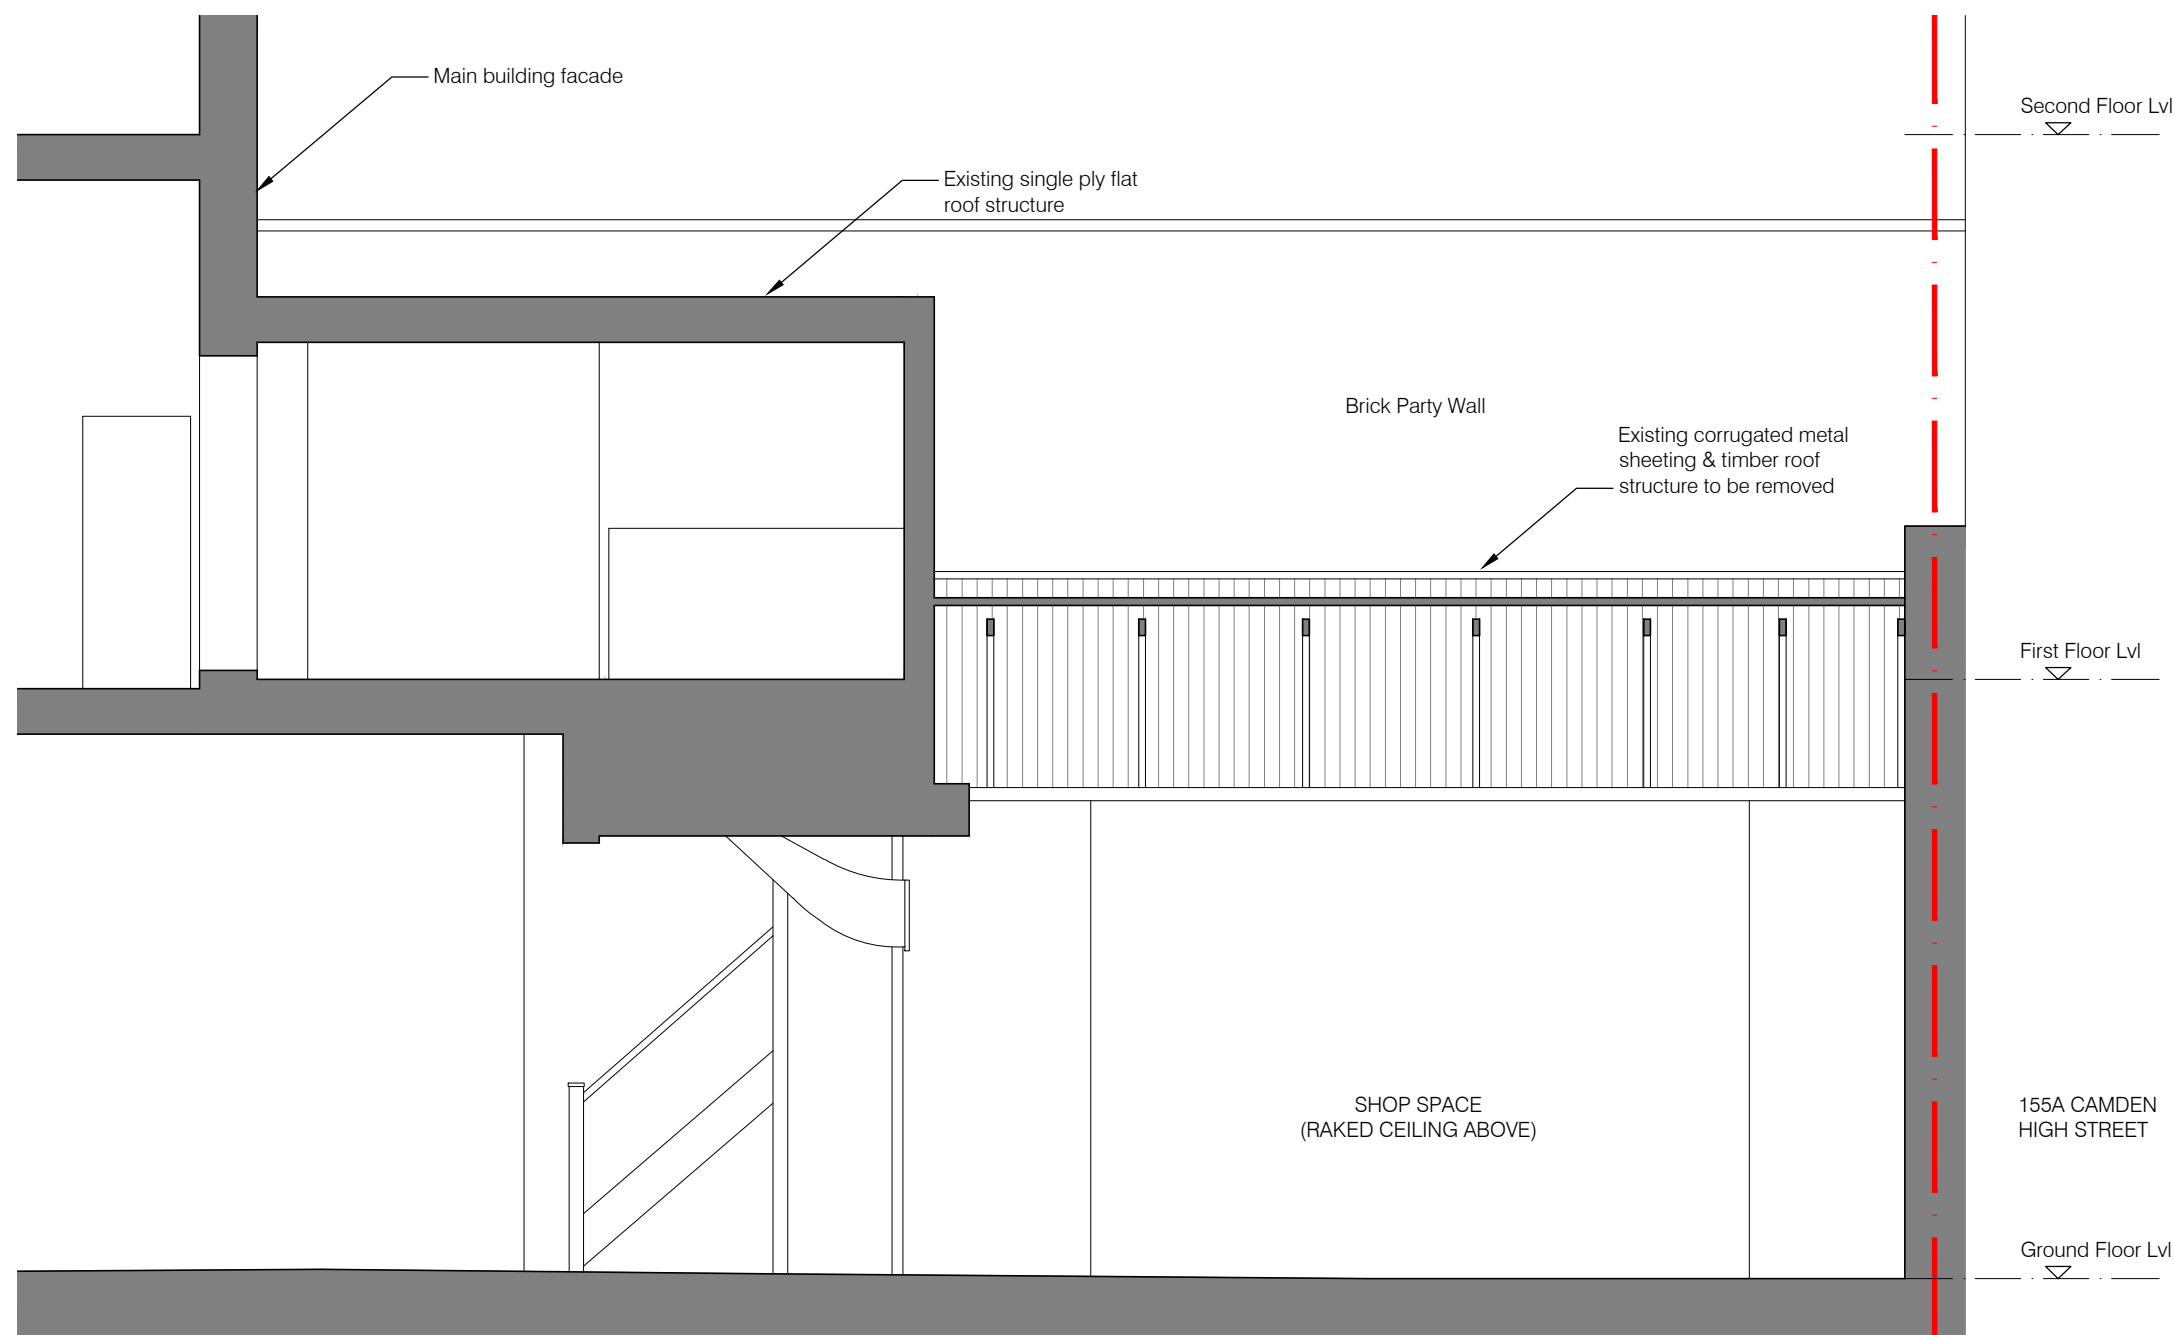 Main building facade
Second Floor Lvl
Existing single ply flat
roof structure
Brick Party Wall
Existing corrugated metal
sheeting & timber roof
structure to be removed
First Floor Lvl
SHOP SPACE
(RAKED CEILING ABOVE)
155A CAMDEN
HIGH STREET
Ground Floor Lvl